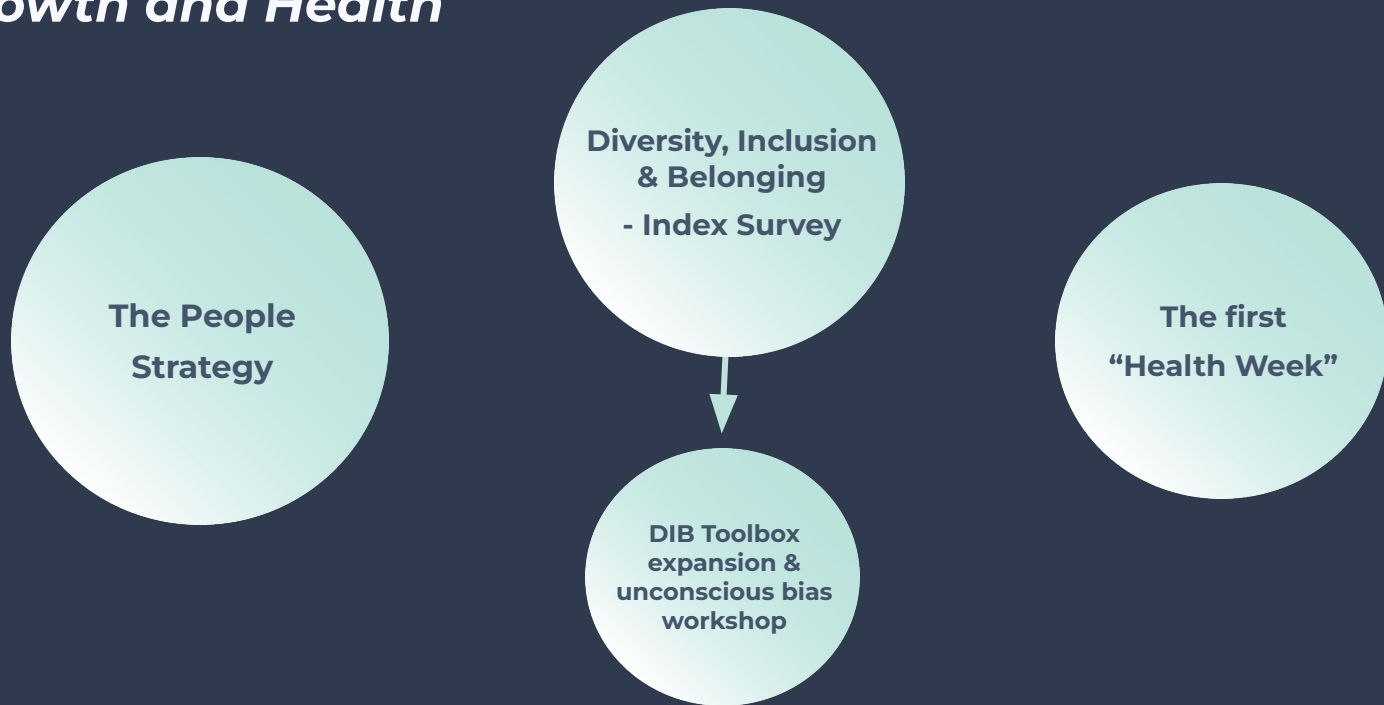 owth and Health
Diversity, Inclusion
& Belonging
- Index Survey
The People
Strategy
The first
“Health Week”
DIB Toolbox
expansion &
unconscious bias
workshop